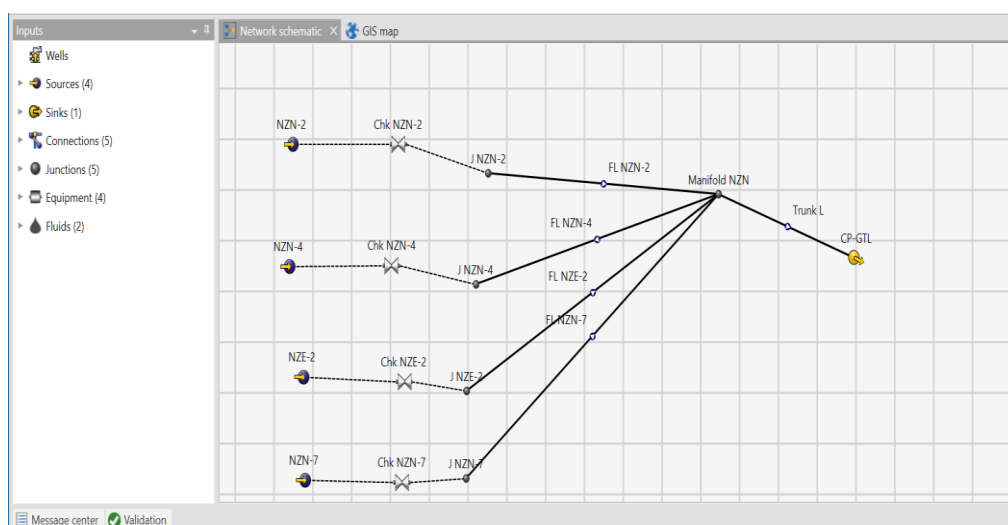 Inputs
Network schematic
GIS map
Wells
Sources (4)
Sinks (1)
Connections (5)
Junctions (5)
Equipment (4)
Fluids (2)
NZN-2
Chk NZN-2
J NZN-2
FL NZN-2
Manifold NZN
Trunk L
CP-GTL
NZN-4
Chk NZN-4
J NZN-4
FL NZN-4
FL NZE-2
FL NZN-7
NZE-2
Chk NZE-2
J NZE-2
NZN-7
Chk NZN-7
J NZN-7
Message center
Validation